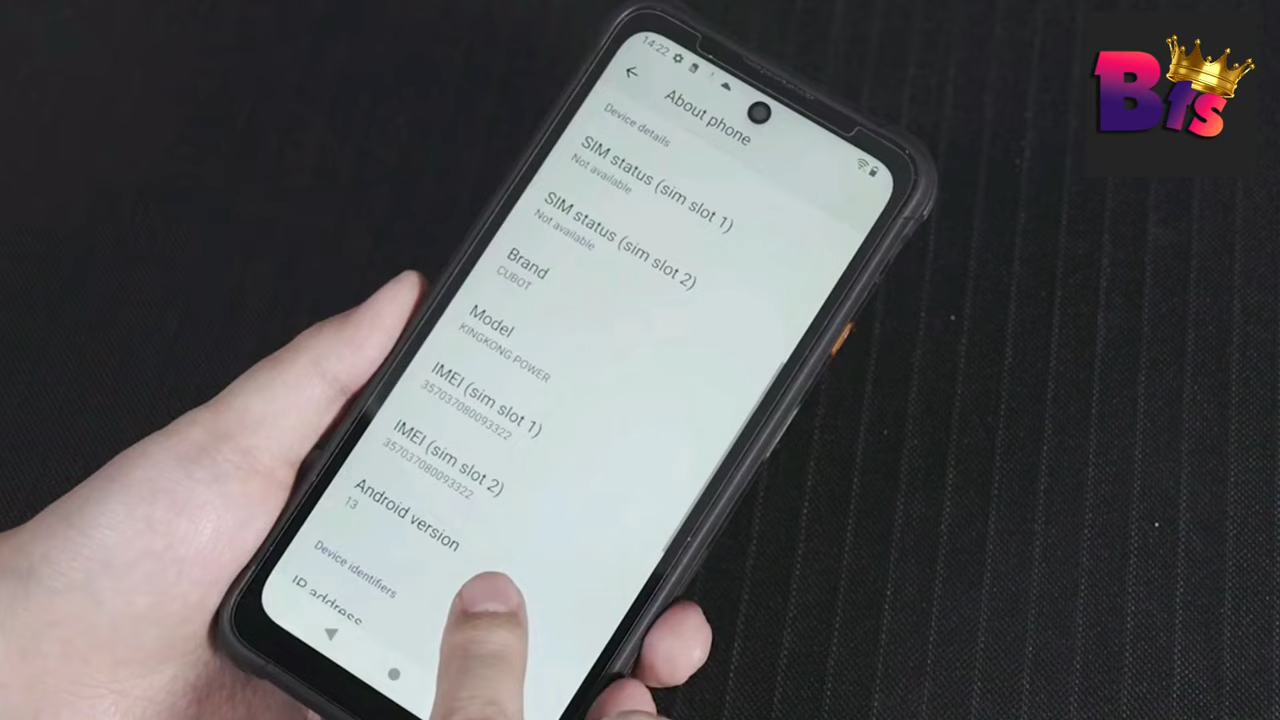 Bts
14:22
About phone
Device details
SIM status (sim slot 1)
Not available
SIM status (sim slot 2)
Not available
Brand
CUBOT
Model
KINGKONG POWER
IMEI (sim slot 1)
357037080093322
IMEI (sim slot 2)
357037080093322
Android version
13
Device identifiers
IP address